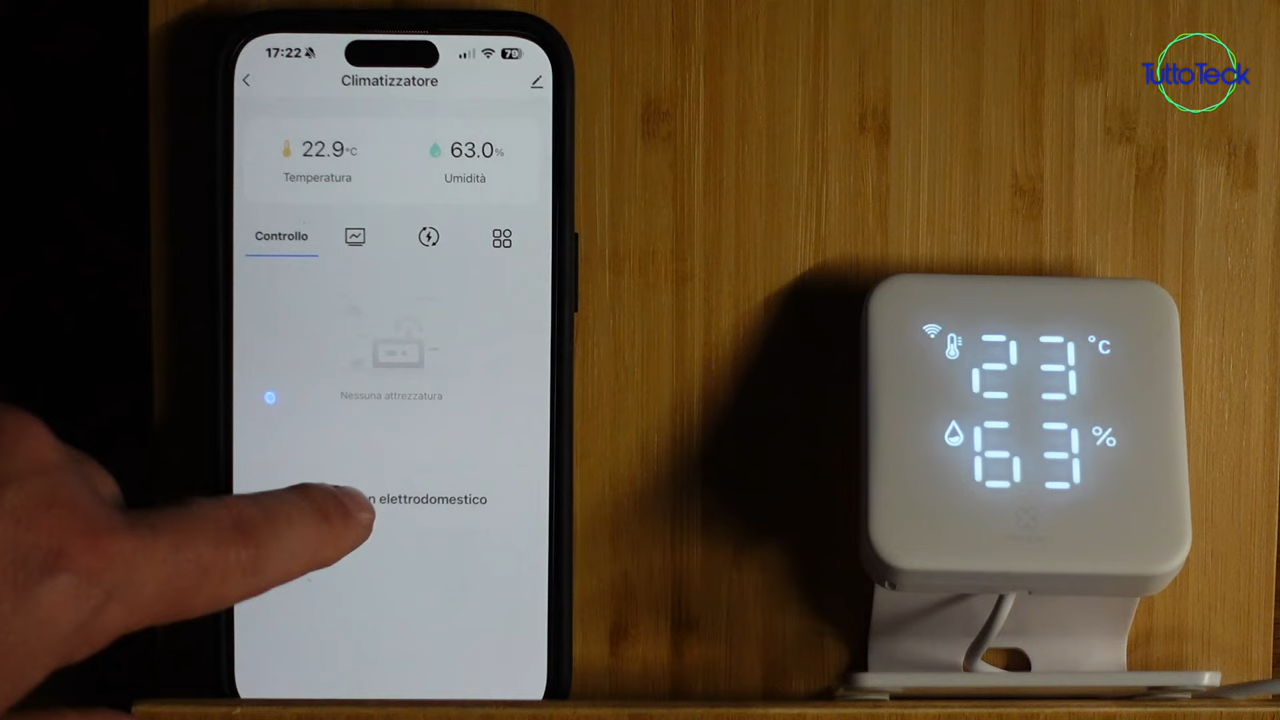 17:22
79
Climatizzatore
22.9°C
63.0%
Temperatura
Umidità
Controllo
Nessuna attrezzatura
elettrodomestico
TuttoTeck
23 °C
63 %